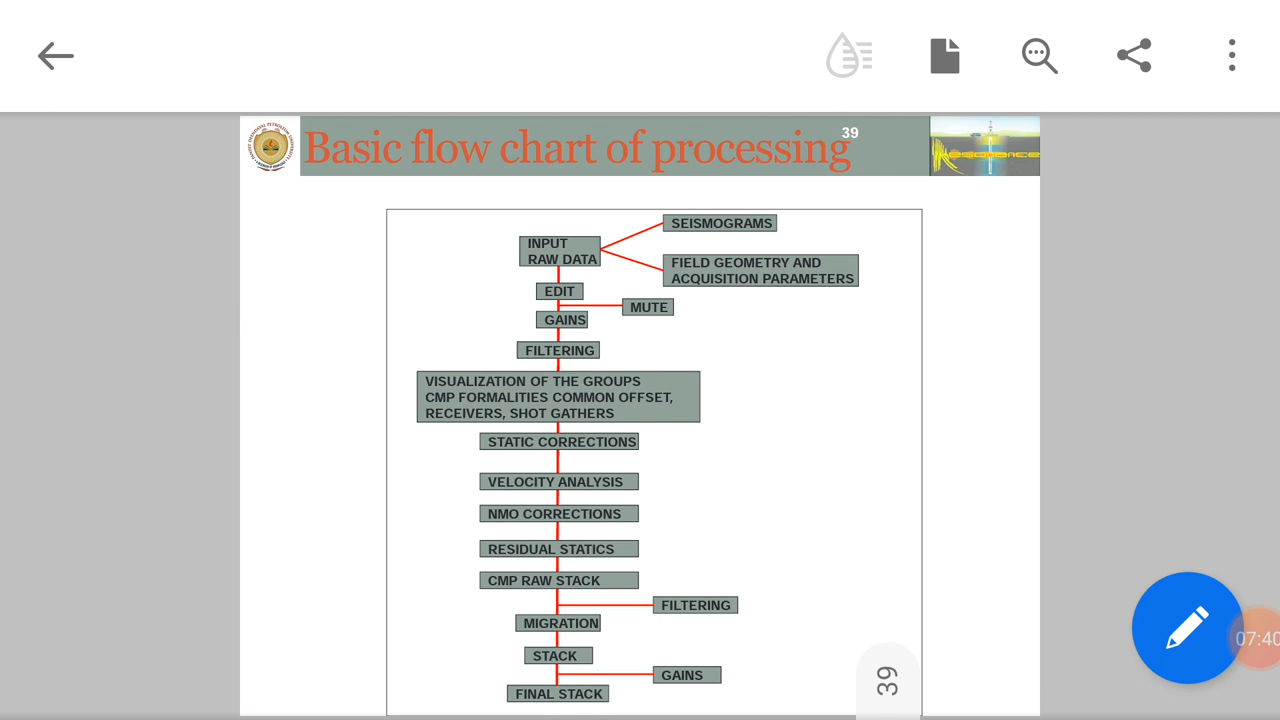 Basic flow chart of processing
39
SEISMOGRAMS
INPUT
RAW DATA
FIELD GEOMETRY AND
ACQUISITION PARAMETERS
EDIT
MUTE
GAINS
FILTERING
VISUALIZATION OF THE GROUPS
CMP FORMALITIES COMMON OFFSET,
RECEIVERS, SHOT GATHERS
STATIC CORRECTIONS
VELOCITY ANALYSIS
NMO CORRECTIONS
RESIDUAL STATICS
CMP RAW STACK
FILTERING
MIGRATION
STACK
GAINS
FINAL STACK
39
07:40